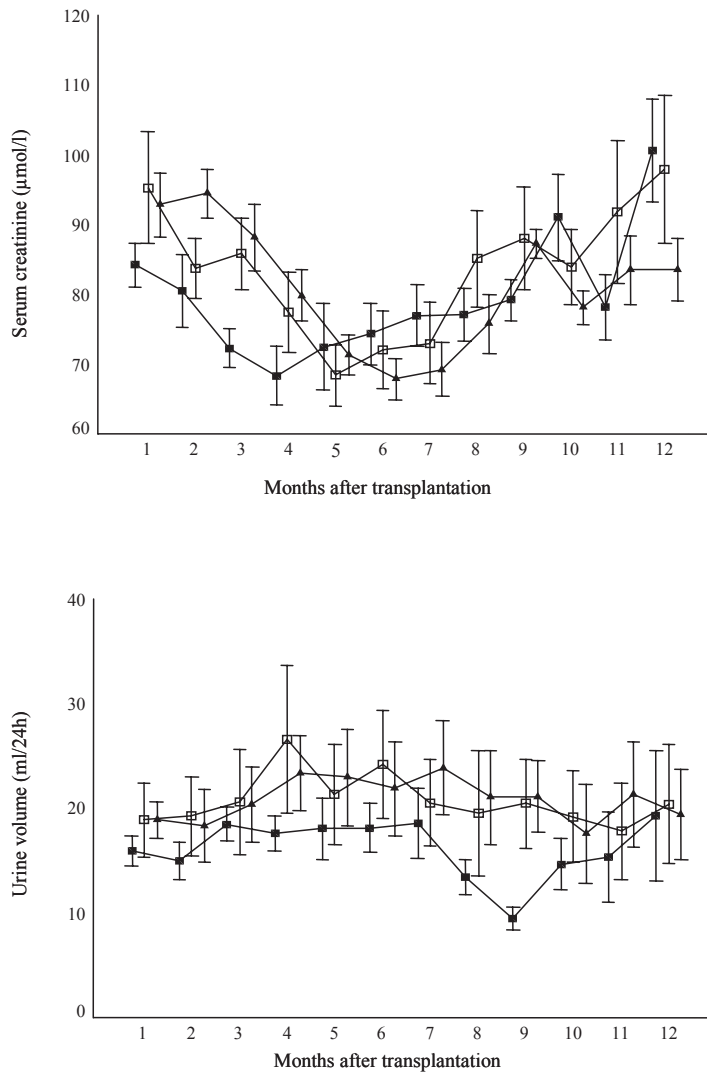 120
110
100
90
80
70
60
Serum creatinine (µmol/l)
1 2 3 4 5 6 7 8 9 10 11 12
Months after transplantation
40
30
20
10
0
Urine volume (ml/24h)
1 2 3 4 5 6 7 8 9 10 11 12
Months after transplantation